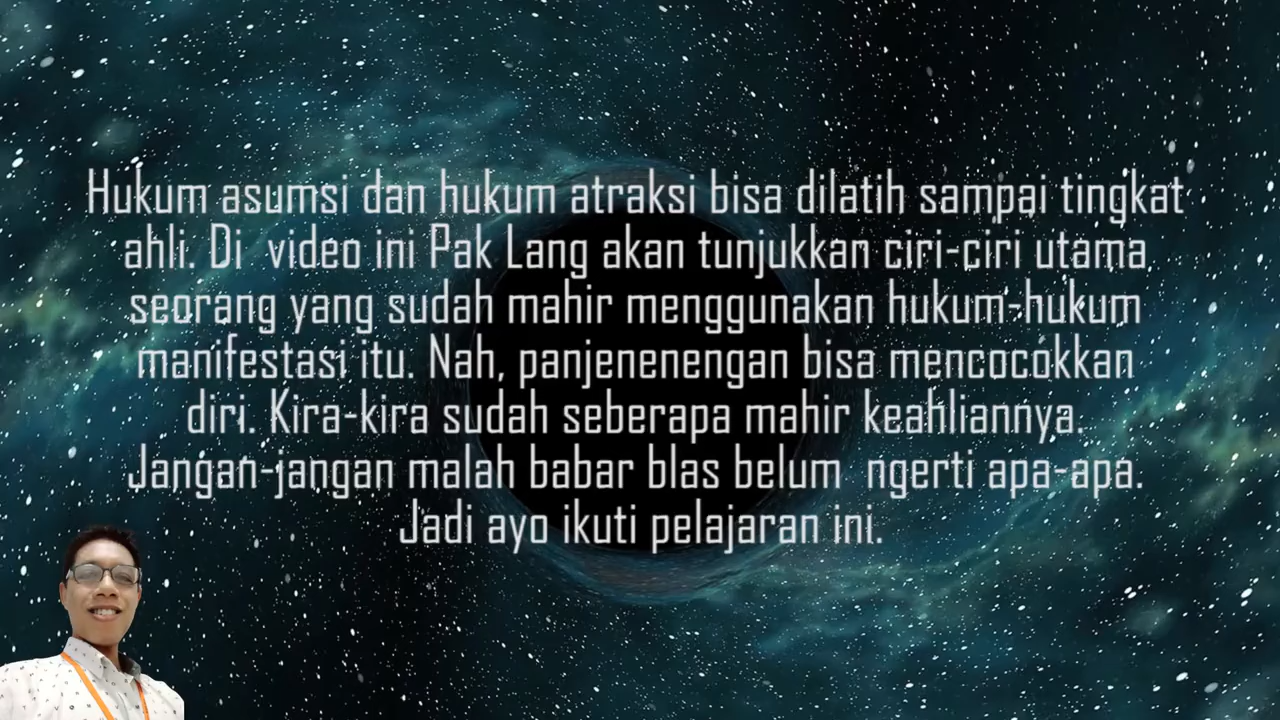 Hukum asumsi dan hukum atraksi bisa dilatih sampai tingkat
ahli. Di  video ini Pak Lang akan tunjukkan ciri-ciri utama
seorang yang sudah mahir menggunakan hukum-hukum
manifestasi itu. Nah, panjenenengan bisa mencocokkan
diri. Kira-kira sudah seberapa mahir keahliannya.
Jangan-jangan malah babar blas belum  ngerti apa-apa.
Jadi ayo ikuti pelajaran ini.